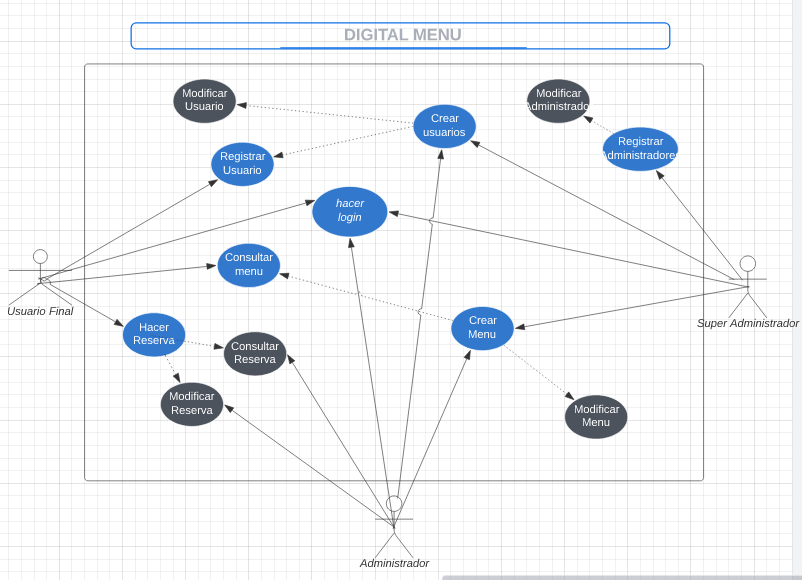 DIGITAL MENU
Modificar
Usuario
Crear
usuarios
Modificar
Administrado
Registrar
Usuario
Registrar
Administradores
hacer
login
Consultar
menu
Usuario Final
Super Administrador
Hacer
Reserva
Crear
Menu
Consultar
Reserva
Modificar
Reserva
Modificar
Menu
Administrador